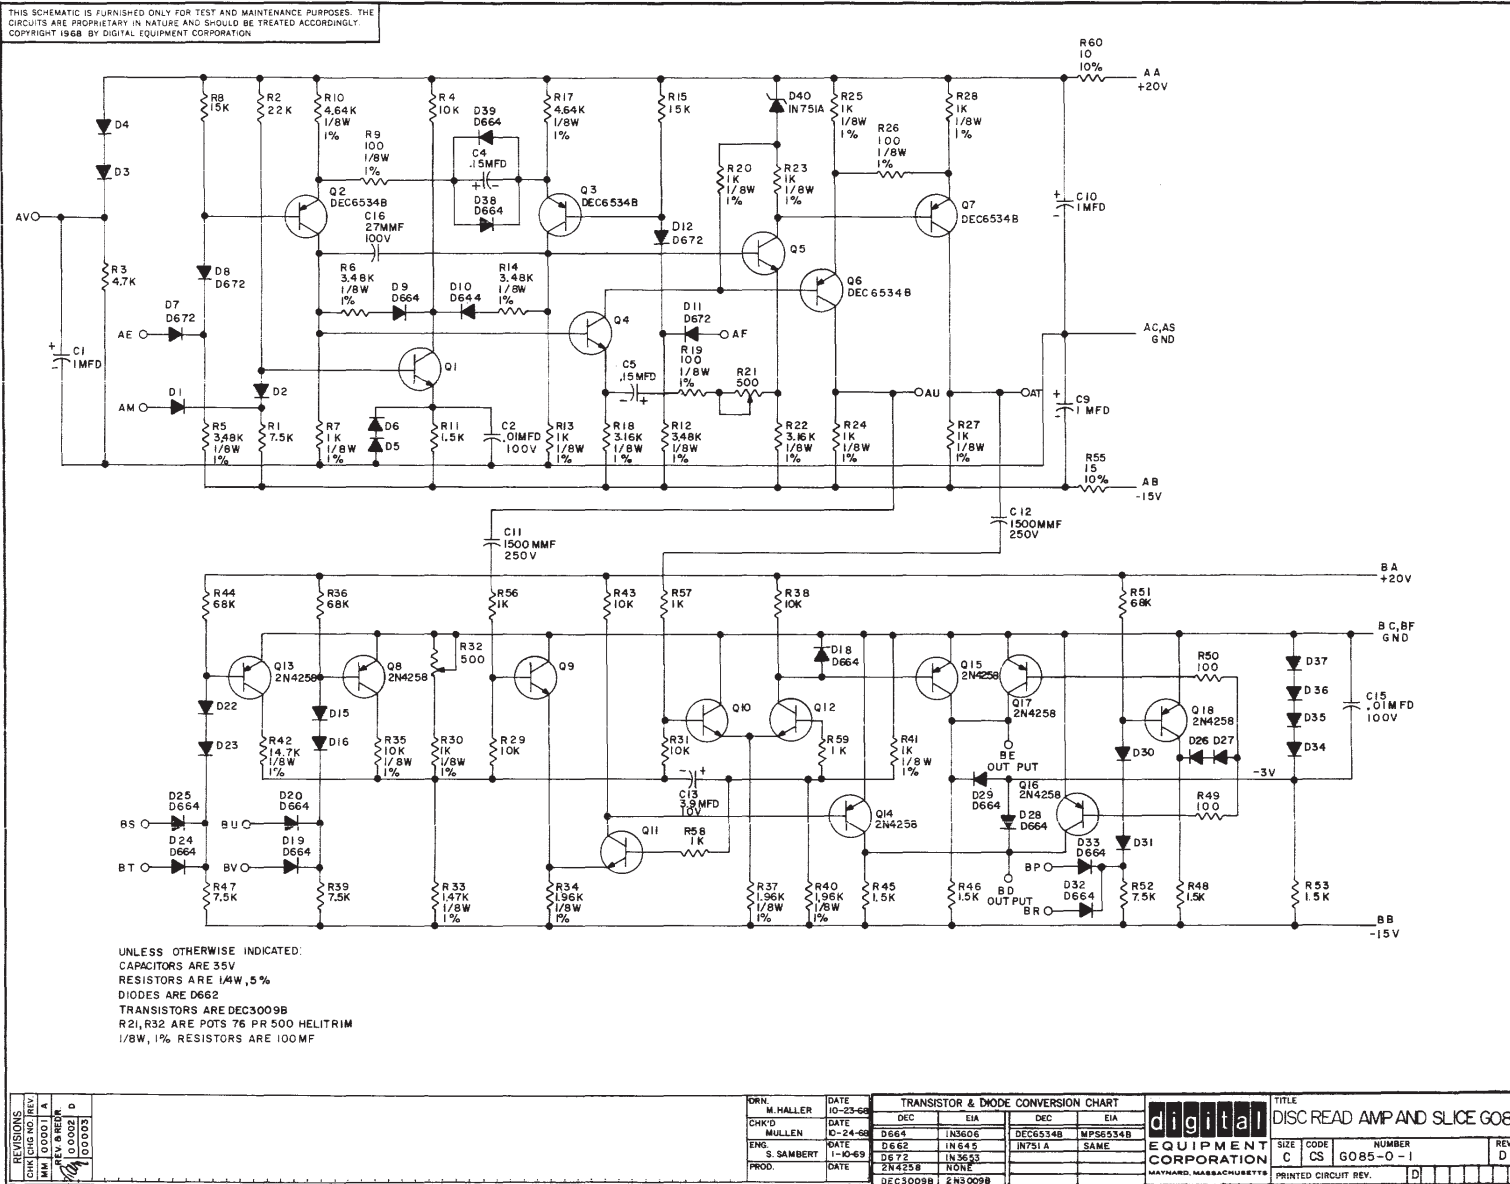 THIS SCHEMATIC IS FURNISHED ONLY FOR TEST AND MAINTENANCE PURPOSES. THE
CIRCUITS ARE PROPRIETARY IN NATURE AND SHOULD BE TREATED ACCORDINGLY.
COPYRIGHT 1968 BY DIGITAL EQUIPMENT CORPORATION
R60
10
10%
AA
+20V
D4
D3
AV
R3
4.7K
C1
1MFD
R8
15K
R2
22K
R10
4.64K
1/8W
1%
R9
100
1/8W
1%
R4
10K
D39
D664
C4
.15MFD
D38
D664
R17
4.64K
1/8W
1%
R15
15K
D40
IN751A
R25
1K
1/8W
1%
R26
100
1/8W
1%
R28
1K
1/8W
1%
R20
1K
1/8W
1%
R23
1K
1/8W
1%
Q2
DEC6534B
C16
27MMF
100V
Q3
DEC6534B
D12
D672
Q5
Q7
DEC6534B
C10
1MFD
D8
D672
D7
D672
AE
R6
3.48K
1/8W
1%
D9
D664
D10
D644
R14
3.48K
1/8W
1%
Q4
D11
D672
AF
Q6
DEC6534B
AC,AS
GND
AM
D1
D2
Q1
C5
.15MFD
R19
100
1/8W
1%
R21
500
AU
AT
C9
1MFD
R5
3.48K
1/8W
1%
R1
7.5K
R7
1K
1/8W
1%
D6
D5
R11
1.5K
C2
.01MFD
100V
R13
1K
1/8W
1%
R18
3.16K
1/8W
1%
R12
3.48K
1/8W
1%
R22
3.16K
1/8W
1%
R24
1K
1/8W
1%
R27
1K
1/8W
1%
R55
15
10%
AB
-15V
C11
1500MMF
250V
C12
1500MMF
250V
BA
+20V
R44
68K
R36
68K
R56
1K
R43
10K
R57
1K
R38
10K
R51
68K
BC,BF
GND
Q13
2N4258
Q8
2N4258
R32
500
Q9
D18
D664
Q15
2N4258
Q17
2N4258
R50
100
D37
D36
D35
D34
C15
.01MFD
100V
D22
D23
R42
14.7K
1/8W
1%
D15
D16
R35
10K
1/8W
1%
R30
1K
1/8W
1%
R29
10K
R31
10K
Q10
Q12
R59
1K
R41
1K
1/8W
1%
BE
OUT PUT
Q18
2N4258
D26 D27
D30
-3V
C13
3.9MFD
10V
D29
D664
Q16
2N4258
D28
D664
R49
100
D25
D664
BS
D24
D664
BT
D20
D664
BU
D19
D664
BV
Q11
R58
1K
Q14
2N4258
D33
D664
BP
D32
D664
BR
D31
BD
OUT PUT
R47
7.5K
R39
7.5K
R33
1.47K
1/8W
1%
R34
1.96K
1/8W
1%
R37
1.96K
1/8W
1%
R40
1.96K
1/8W
1%
R45
1.5K
R46
1.5K
R52
7.5K
R48
1.5K
R53
1.5K
BB
-15V
UNLESS OTHERWISE INDICATED:
CAPACITORS ARE 35V
RESISTORS ARE 1/4W, 5%
DIODES ARE D662
TRANSISTORS ARE DEC3009B
R21,R32 ARE POTS 76 PR 500 HELITRIM
1/8W, 1% RESISTORS ARE 100MF
REVISIONS
CHK CHG NO. REV.
MM 00001 A
REV. & REDR.
00002 D
00003
DRN. M.HALLER DATE 10-23-68
CHK'D MULLEN DATE 10-24-68
ENG. S. SAMBERT DATE 1-10-69
PROD. DATE
TRANSISTOR & DIODE CONVERSION CHART
DEC EIA DEC EIA
D664 IN3606 DEC6534B MPS6534B
D662 IN645 IN751A SAME
D672 IN3653
2N4258 NONE
DEC3009B 2N3009B
digital
EQUIPMENT
CORPORATION
MAYNARD, MASSACHUSETTS
TITLE
DISC READ AMP AND SLICE G08
SIZE CODE NUMBER REV
C CS G085-0-1 D
PRINTED CIRCUIT REV. D